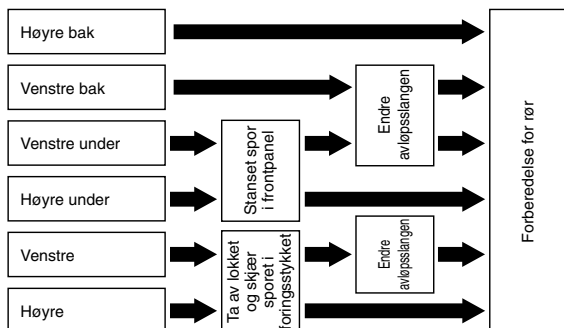 Høyre bak
Venstre bak
Venstre under
Høyre under
Venstre
Høyre
Stanset spor
i frontpanel
Ta av lokket
og skjær
sporet i
foringsstykket
Endre
avløpsslangen
Endre
avløpsslangen
Forberedelse for rør